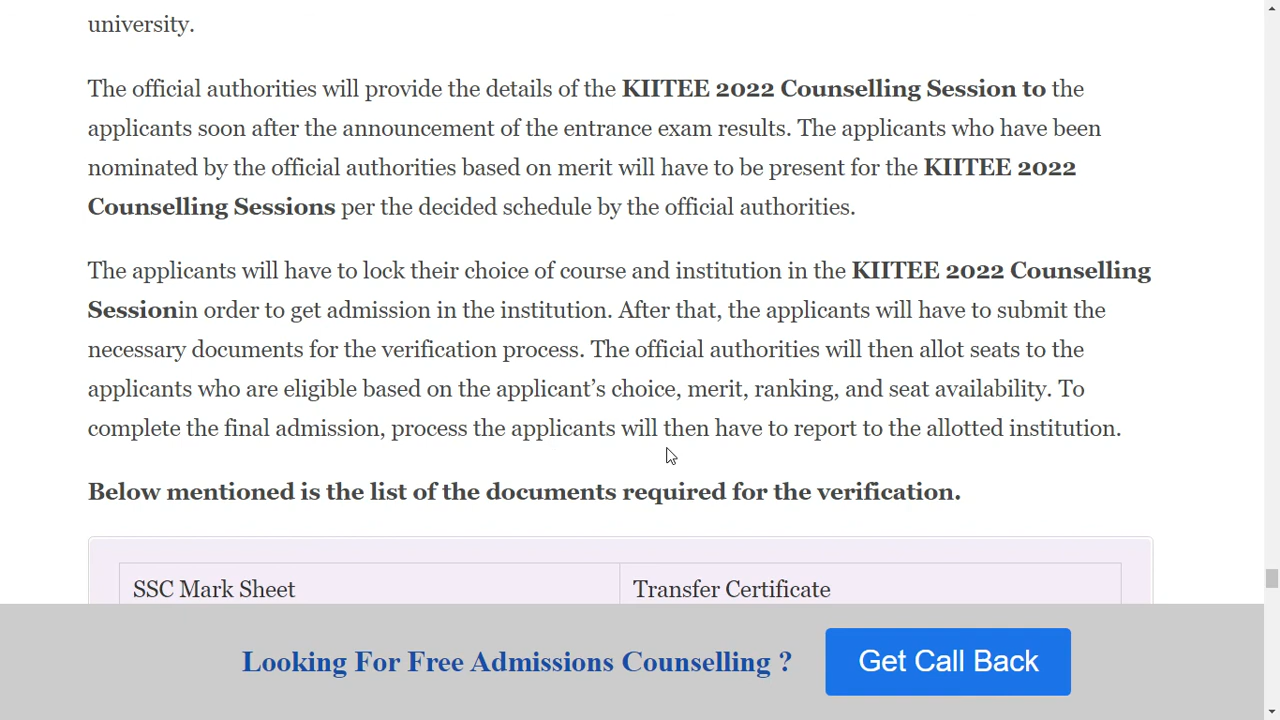 university.
The official authorities will provide the details of the KIITEE 2022 Counselling Session to the
applicants soon after the announcement of the entrance exam results. The applicants who have been
nominated by the official authorities based on merit will have to be present for the KIITEE 2022
Counselling Sessions per the decided schedule by the official authorities.
The applicants will have to lock their choice of course and institution in the KIITEE 2022 Counselling
Sessionin order to get admission in the institution. After that, the applicants will have to submit the
necessary documents for the verification process. The official authorities will then allot seats to the
applicants who are eligible based on the applicant’s choice, merit, ranking, and seat availability. To
complete the final admission, process the applicants will then have to report to the allotted institution.
Below mentioned is the list of the documents required for the verification.
SSC Mark Sheet Transfer Certificate
Looking For Free Admissions Counselling ? Get Call Back